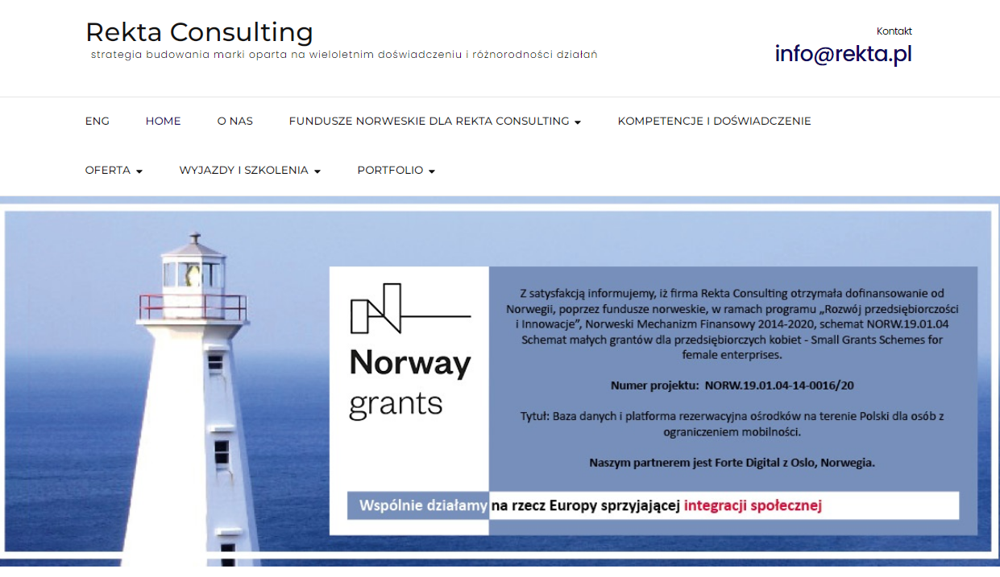 Rekta Consulting
strategia budowania marki oparta na wieloletnim doświadczeniu i różnorodności działań
Kontakt
info@rekta.pl
ENG HOME O NAS FUNDUSZE NORWESKIE DLA REKTA CONSULTING KOMPETENCJE I DOŚWIADCZENIE
OFERTA WYJAZDY I SZKOLENIA PORTFOLIO
Norway
grants
Z satysfakcją informujemy, iż firma Rekta Consulting otrzymała dofinansowanie od
Norwegii, poprzez fundusze norweskie, w ramach programu „Rozwój przedsiębiorczości
i Innowacje”, Norweski Mechanizm Finansowy 2014-2020, schemat NORW.19.01.04
Schemat małych grantów dla przedsiębiorczych kobiet - Small Grants Schemes for
female enterprises.
Numer projektu: NORW.19.01.04-14-0016/20
Tytuł: Baza danych i platforma rezerwacyjna ośrodków na terenie Polski dla osób z
ograniczeniem mobilności.
Naszym partnerem jest Forte Digital z Oslo, Norwegia.
Wspólnie działamy na rzecz Europy sprzyjającej integracji społecznej